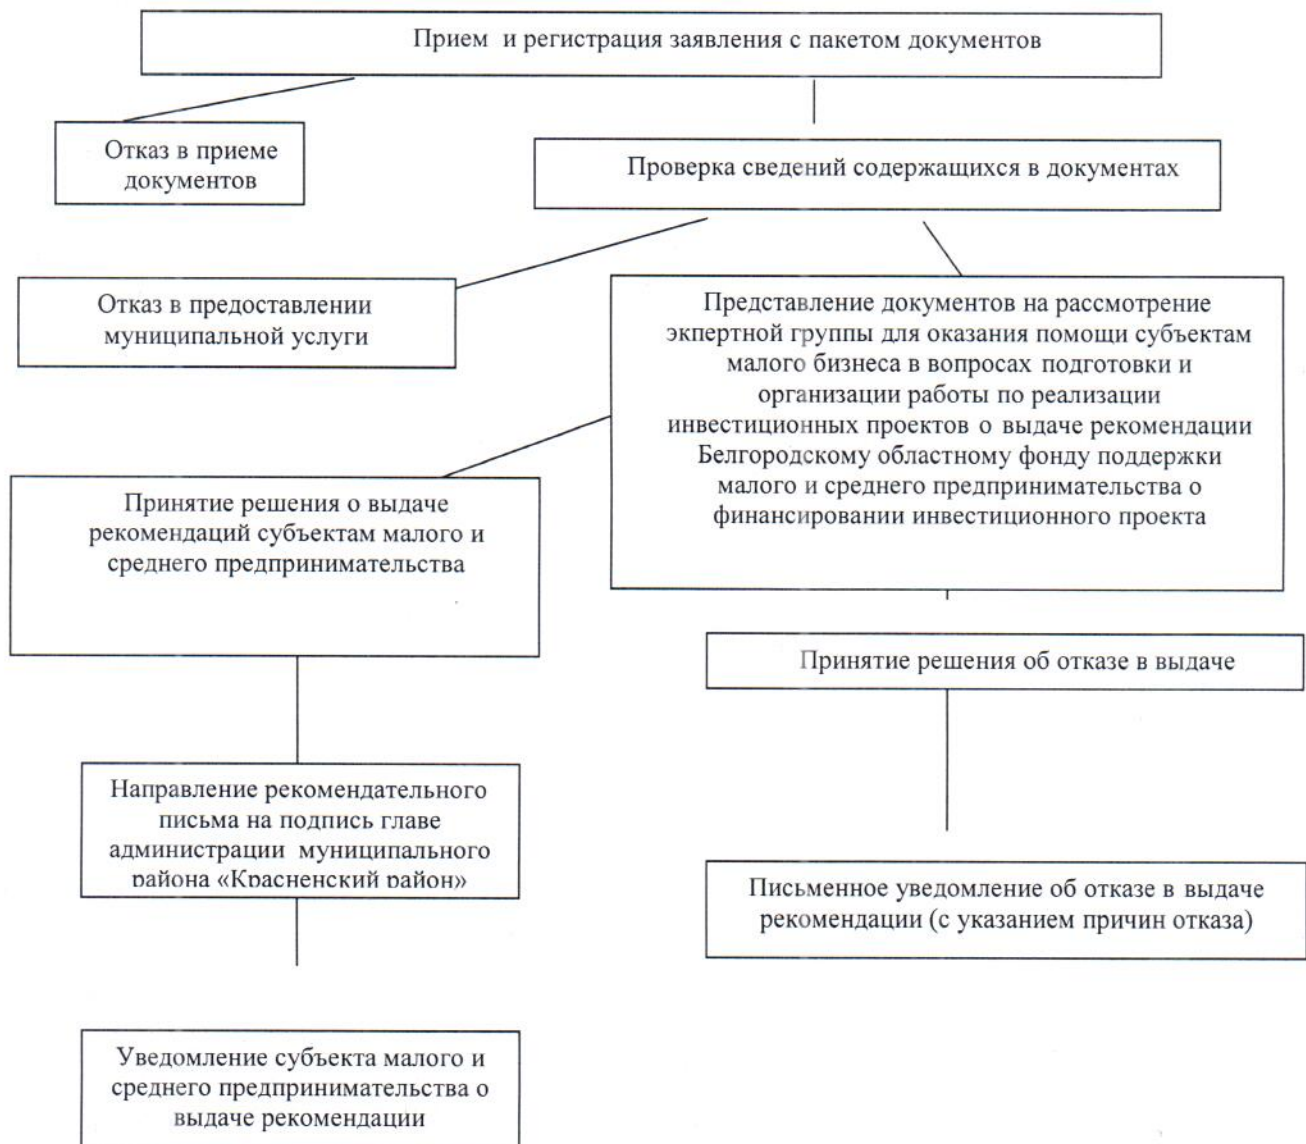 Прием и регистрация заявления с пакетом документов
Отказ в приеме
документов
Проверка сведений содержащихся в документах
Отказ в предоставлении
муниципальной услуги
Представление документов на рассмотрение
экпертной группы для оказания помощи субъектам
малого бизнеса в вопросах подготовки и
организации работы по реализации
инвестиционных проектов о выдаче рекомендации
Белгородскому областному фонду поддержки
малого и среднего предпринимательства о
финансировании инвестиционного проекта
Принятие решения о выдаче
рекомендаций субъектам малого и
среднего предпринимательства
Принятие решения об отказе в выдаче
Направление рекомендательного
письма на подпись главе
администрации муниципального
района «Красненский район»
Письменное уведомление об отказе в выдаче
рекомендации (с указанием причин отказа)
Уведомление субъекта малого и
среднего предпринимательства о
выдаче рекомендации